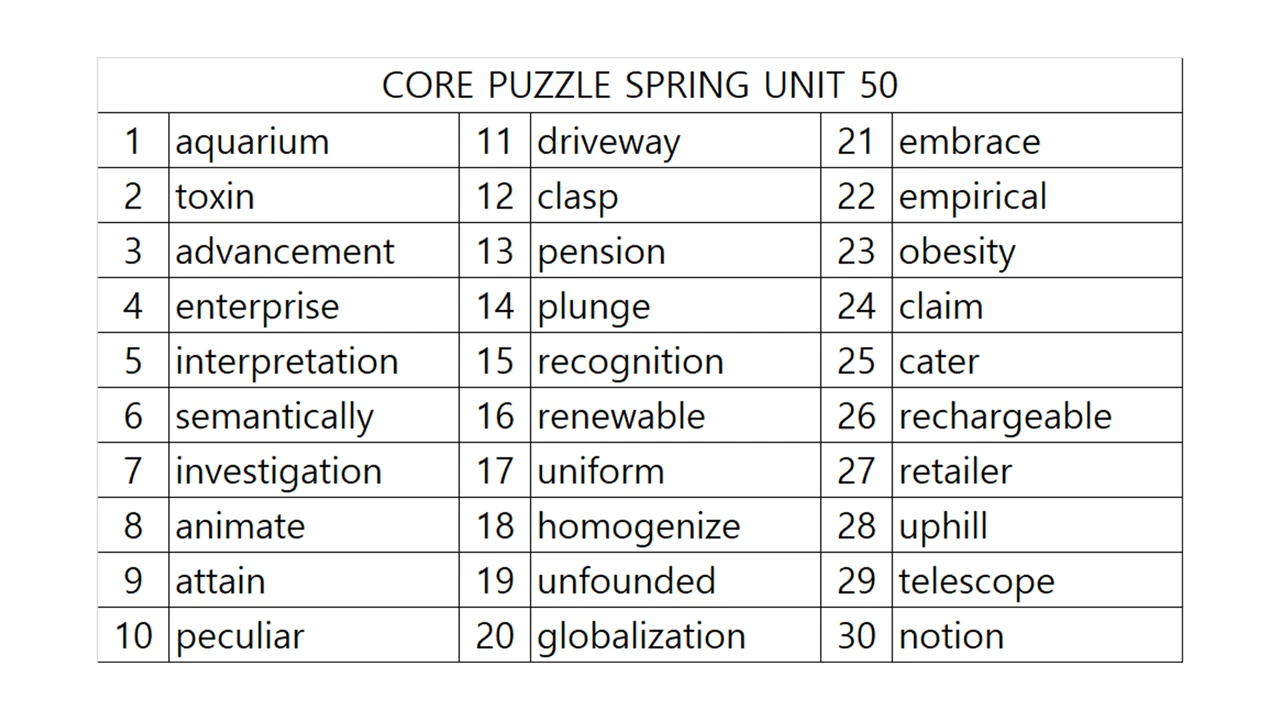 CORE PUZZLE SPRING UNIT 50
1 aquarium 11 driveway 21 embrace
2 toxin 12 clasp 22 empirical
3 advancement 13 pension 23 obesity
4 enterprise 14 plunge 24 claim
5 interpretation 15 recognition 25 cater
6 semantically 16 renewable 26 rechargeable
7 investigation 17 uniform 27 retailer
8 animate 18 homogenize 28 uphill
9 attain 19 unfounded 29 telescope
10 peculiar 20 globalization 30 notion